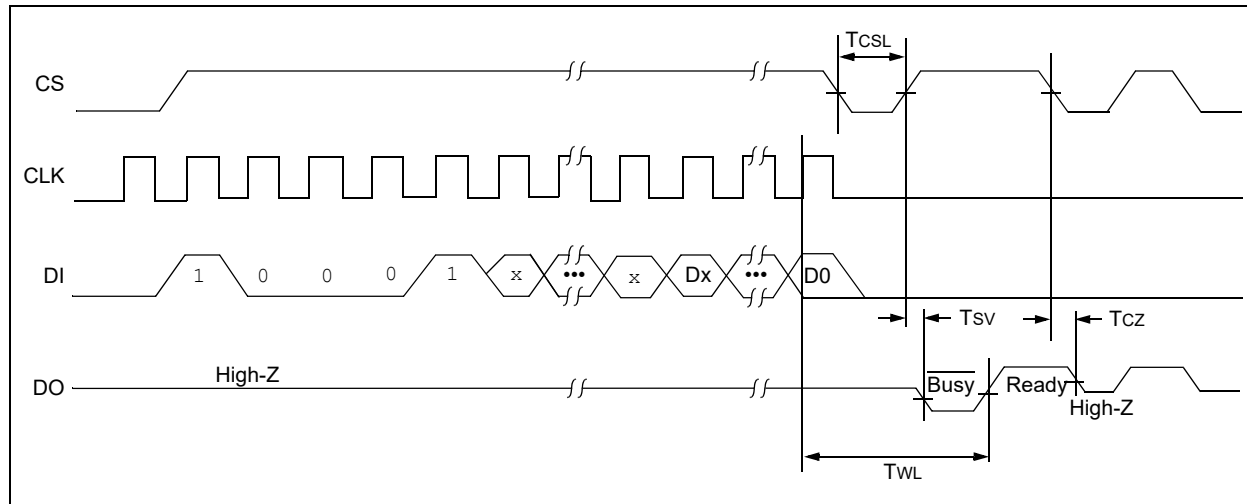 TCSL
CS
CLK
DI 1 0 0 0 1 x ••• x Dx ••• D0
TSV TCZ
DO High-Z Busy Ready High-Z
TWL